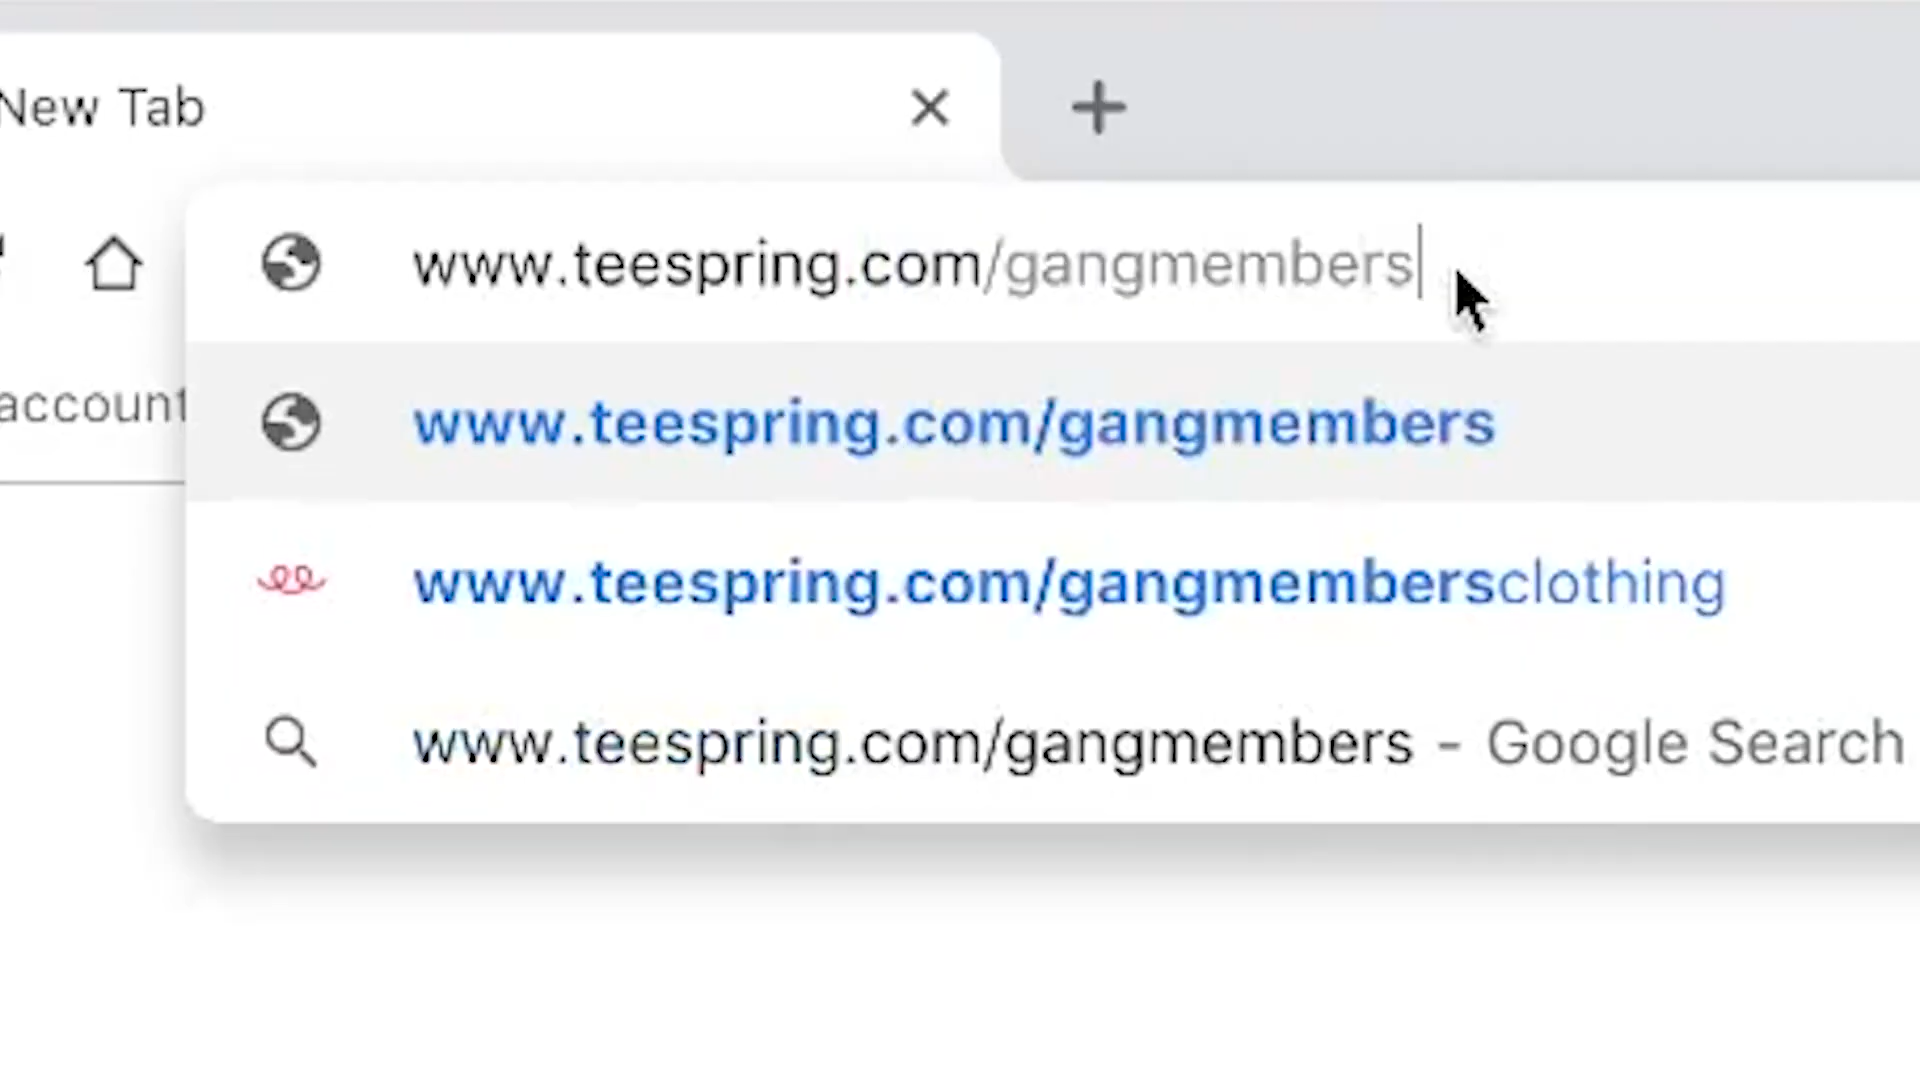 New Tab
www.teespring.com/gangmembers
account
www.teespring.com/gangmembers
www.teespring.com/gangmembersclothing
www.teespring.com/gangmembers - Google Search